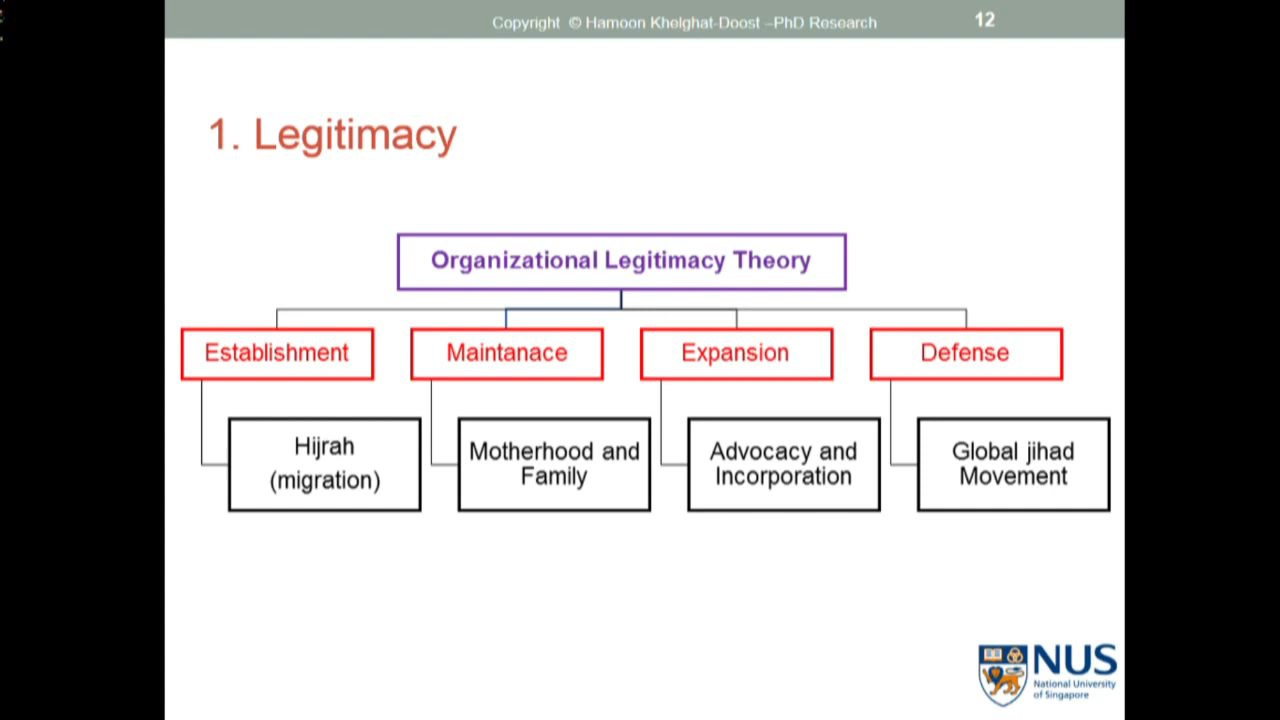 Copyright © Hamoon Khelghat-Doost –PhD Research
12
1. Legitimacy
Organizational Legitimacy Theory
Establishment
Maintanace
Expansion
Defense
Hijrah
(migration)
Motherhood and
Family
Advocacy and
Incorporation
Global jihad
Movement
NUS
National University
of Singapore